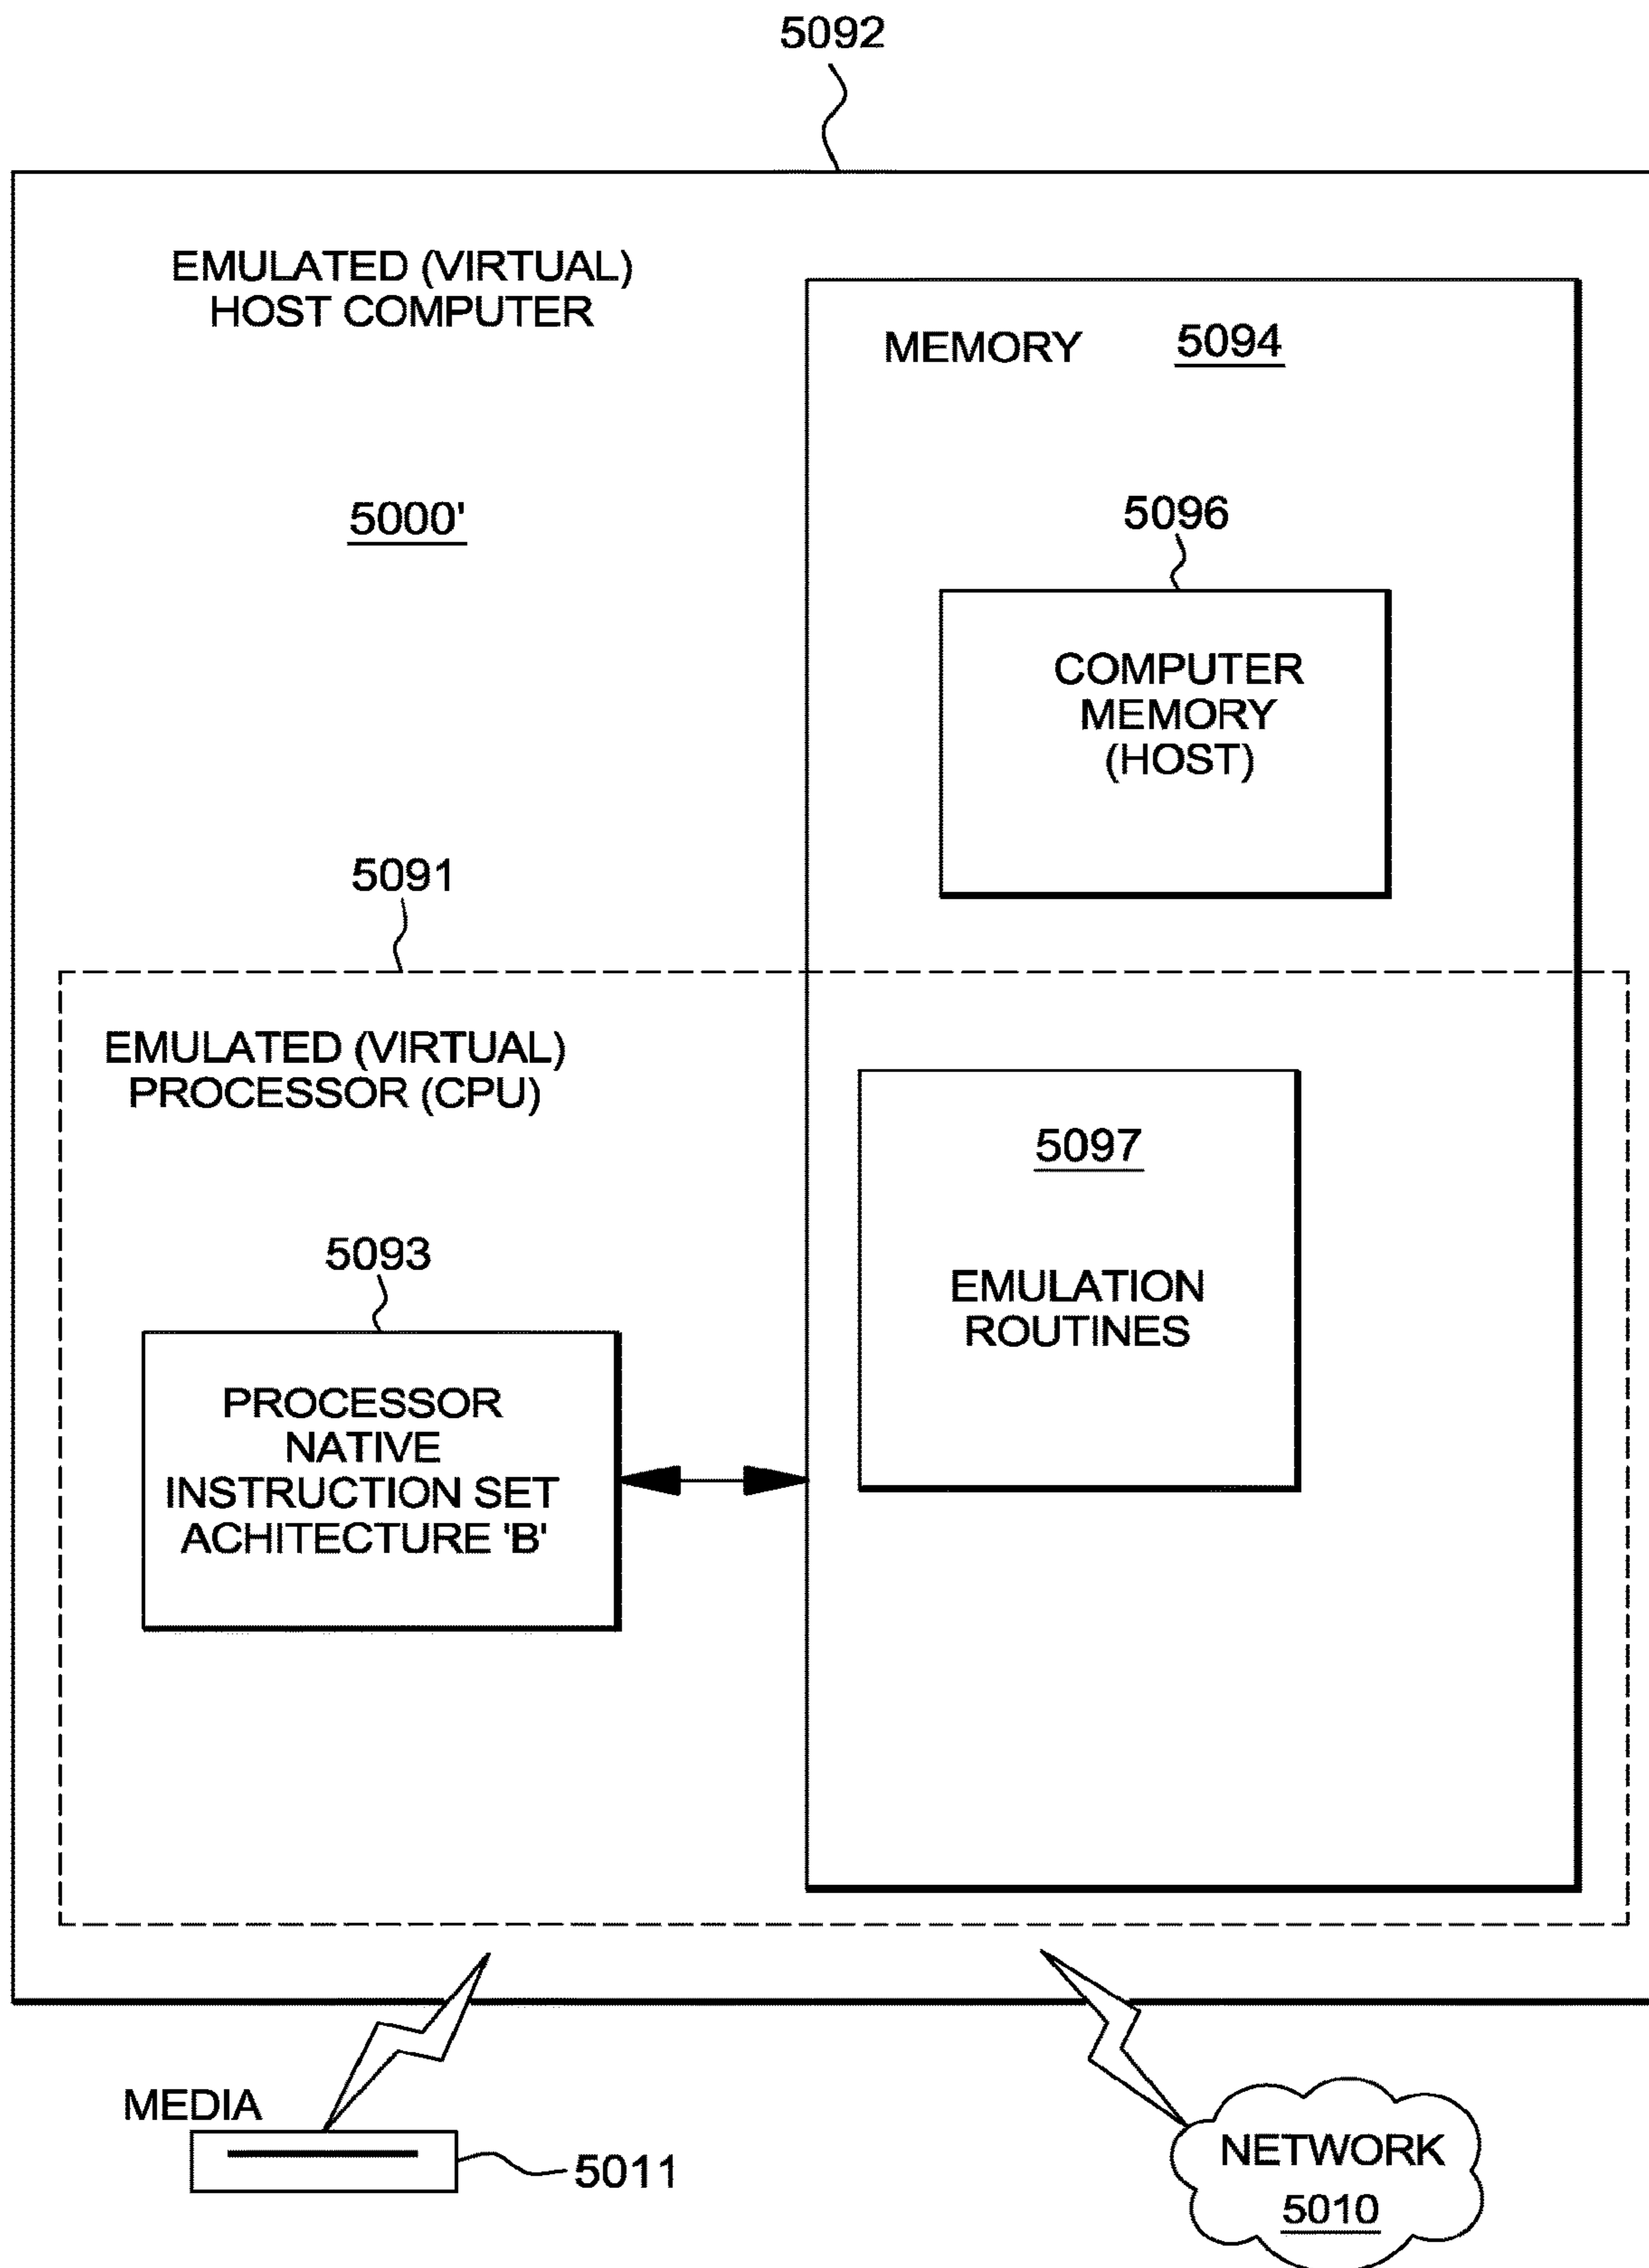 5092
EMULATED (VIRTUAL)
HOST COMPUTER
5000'
MEMORY 5094
5096
COMPUTER
MEMORY
(HOST)
5091
EMULATED (VIRTUAL)
PROCESSOR (CPU)
5097
EMULATION
ROUTINES
5093
PROCESSOR
NATIVE
INSTRUCTION SET
ACHITECTURE 'B'
MEDIA
5011
NETWORK
5010